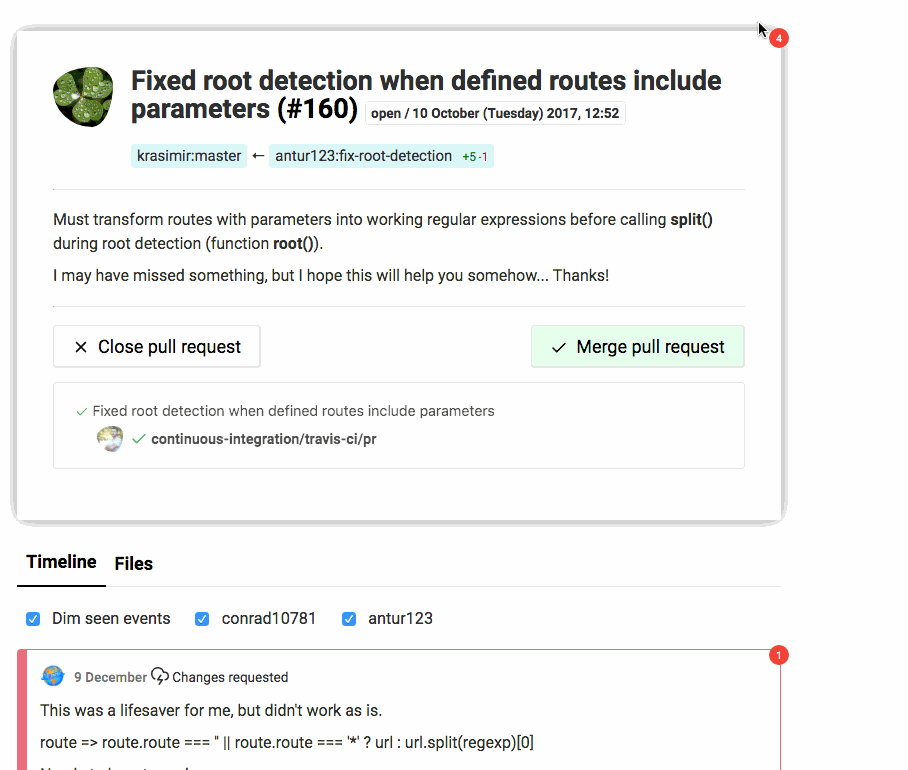 4
Fixed root detection when defined routes include
parameters (#160) open / 10 October (Tuesday) 2017, 12:52
krasimir:master ← antur123:fix-root-detection +5 -1
Must transform routes with parameters into working regular expressions before calling split()
during root detection (function root()).
I may have missed something, but I hope this will help you somehow... Thanks!
Close pull request
Merge pull request
Fixed root detection when defined routes include parameters
continuous-integration/travis-ci/pr
Timeline Files
Dim seen events conrad10781 antur123
1
9 December Changes requested
This was a lifesaver for me, but didn't work as is.
route => route.route === '' || route.route === '*' ? url : url.split(regexp)[0]